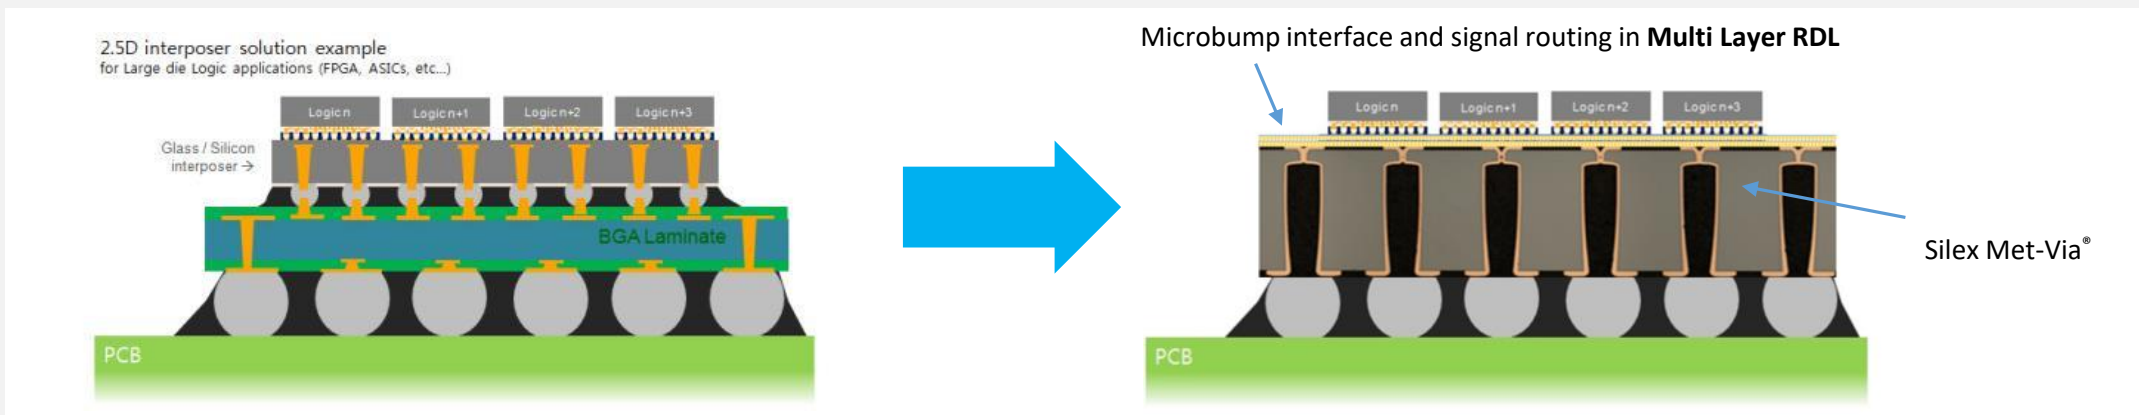 2.5D interposer solution example
for Large die Logic applications (FPGA, ASICs, etc...)
Logic n
Logic n+1
Logic n+2
Logic n+3
Glass / Silicon
interposer →
BGA Laminate
PCB
Microbump interface and signal routing in Multi Layer RDL
Logic n
Logic n+1
Logic n+2
Logic n+3
Silex Met-Via®
PCB